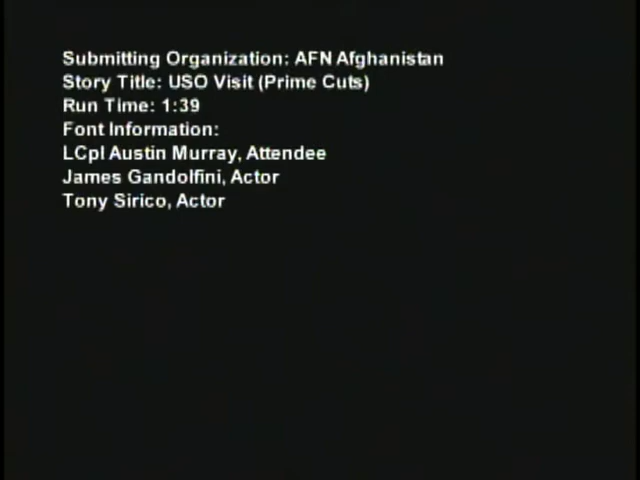 Submitting Organization: AFN Afghanistan
Story Title: USO Visit (Prime Cuts)
Run Time: 1:39
Font Information:
LCpl Austin Murray, Attendee
James Gandolfini, Actor
Tony Sirico, Actor